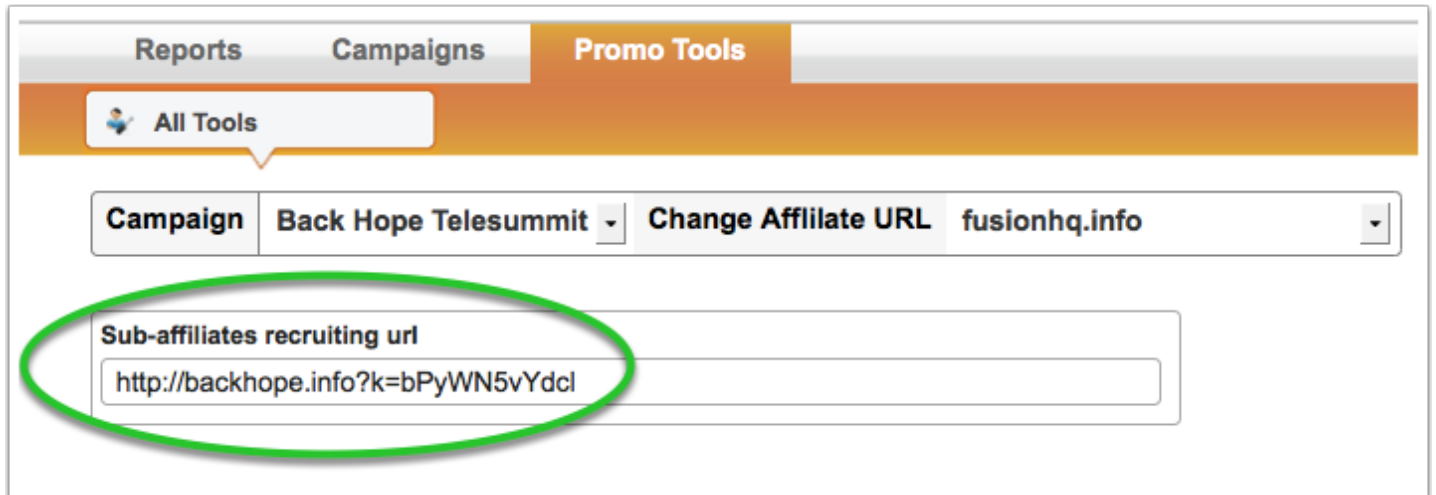 Reports Campaigns Promo Tools
All Tools
Campaign Back Hope Telesummit Change Afflilate URL fusionhq.info
Sub-affiliates recruiting url
http://backhope.info?k=bPyWN5vYdcl